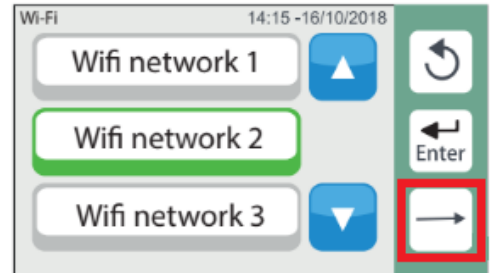 Wi-Fi 14:15 -16/10/2018
Wifi network 1
Wifi network 2
Enter
Wifi network 3